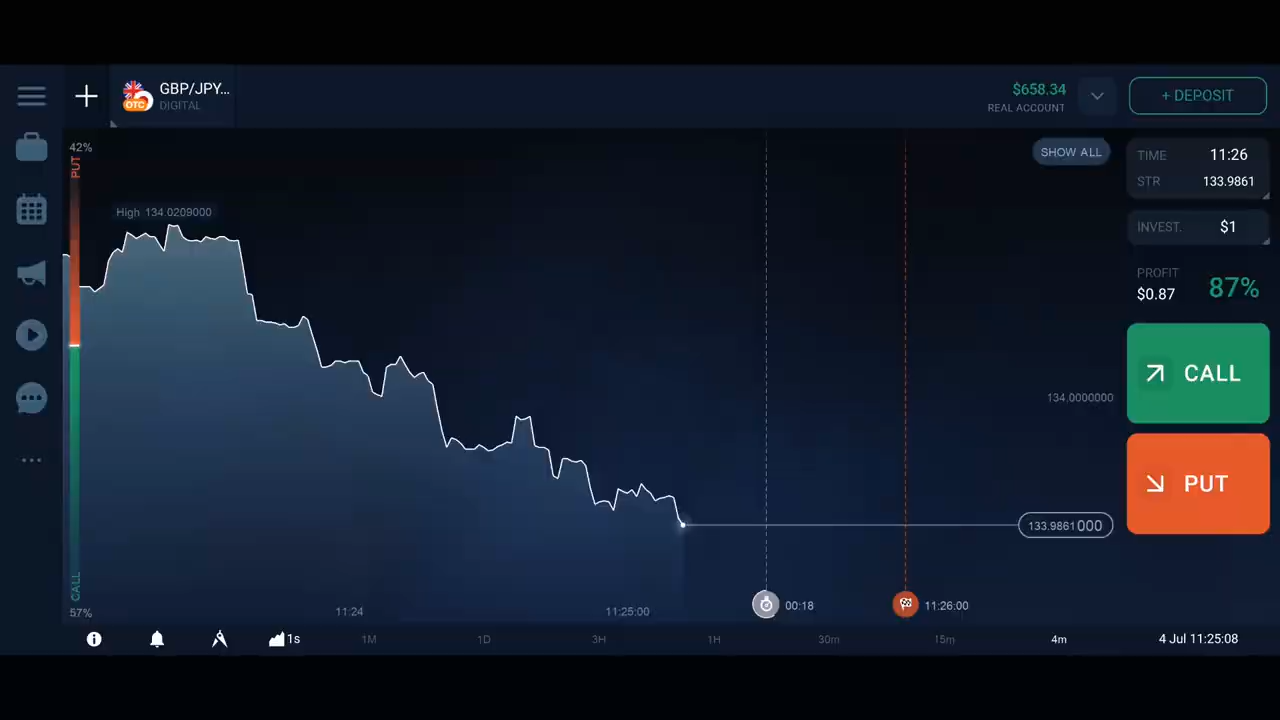 GBP/JPY...
OTC
DIGITAL
$658.34
REAL ACCOUNT
+ DEPOSIT
42%
PUT
SHOW ALL
TIME 11:26
STR 133.9861
High 134.0209000
INVEST. $1
PROFIT
$0.87
87%
CALL
134.0000000
PUT
133.9861000
CALL
57%
11:24
11:25:00
00:18
11:26:00
1s
1M
1D
3H
1H
30m
15m
4m
4 Jul 11:25:08